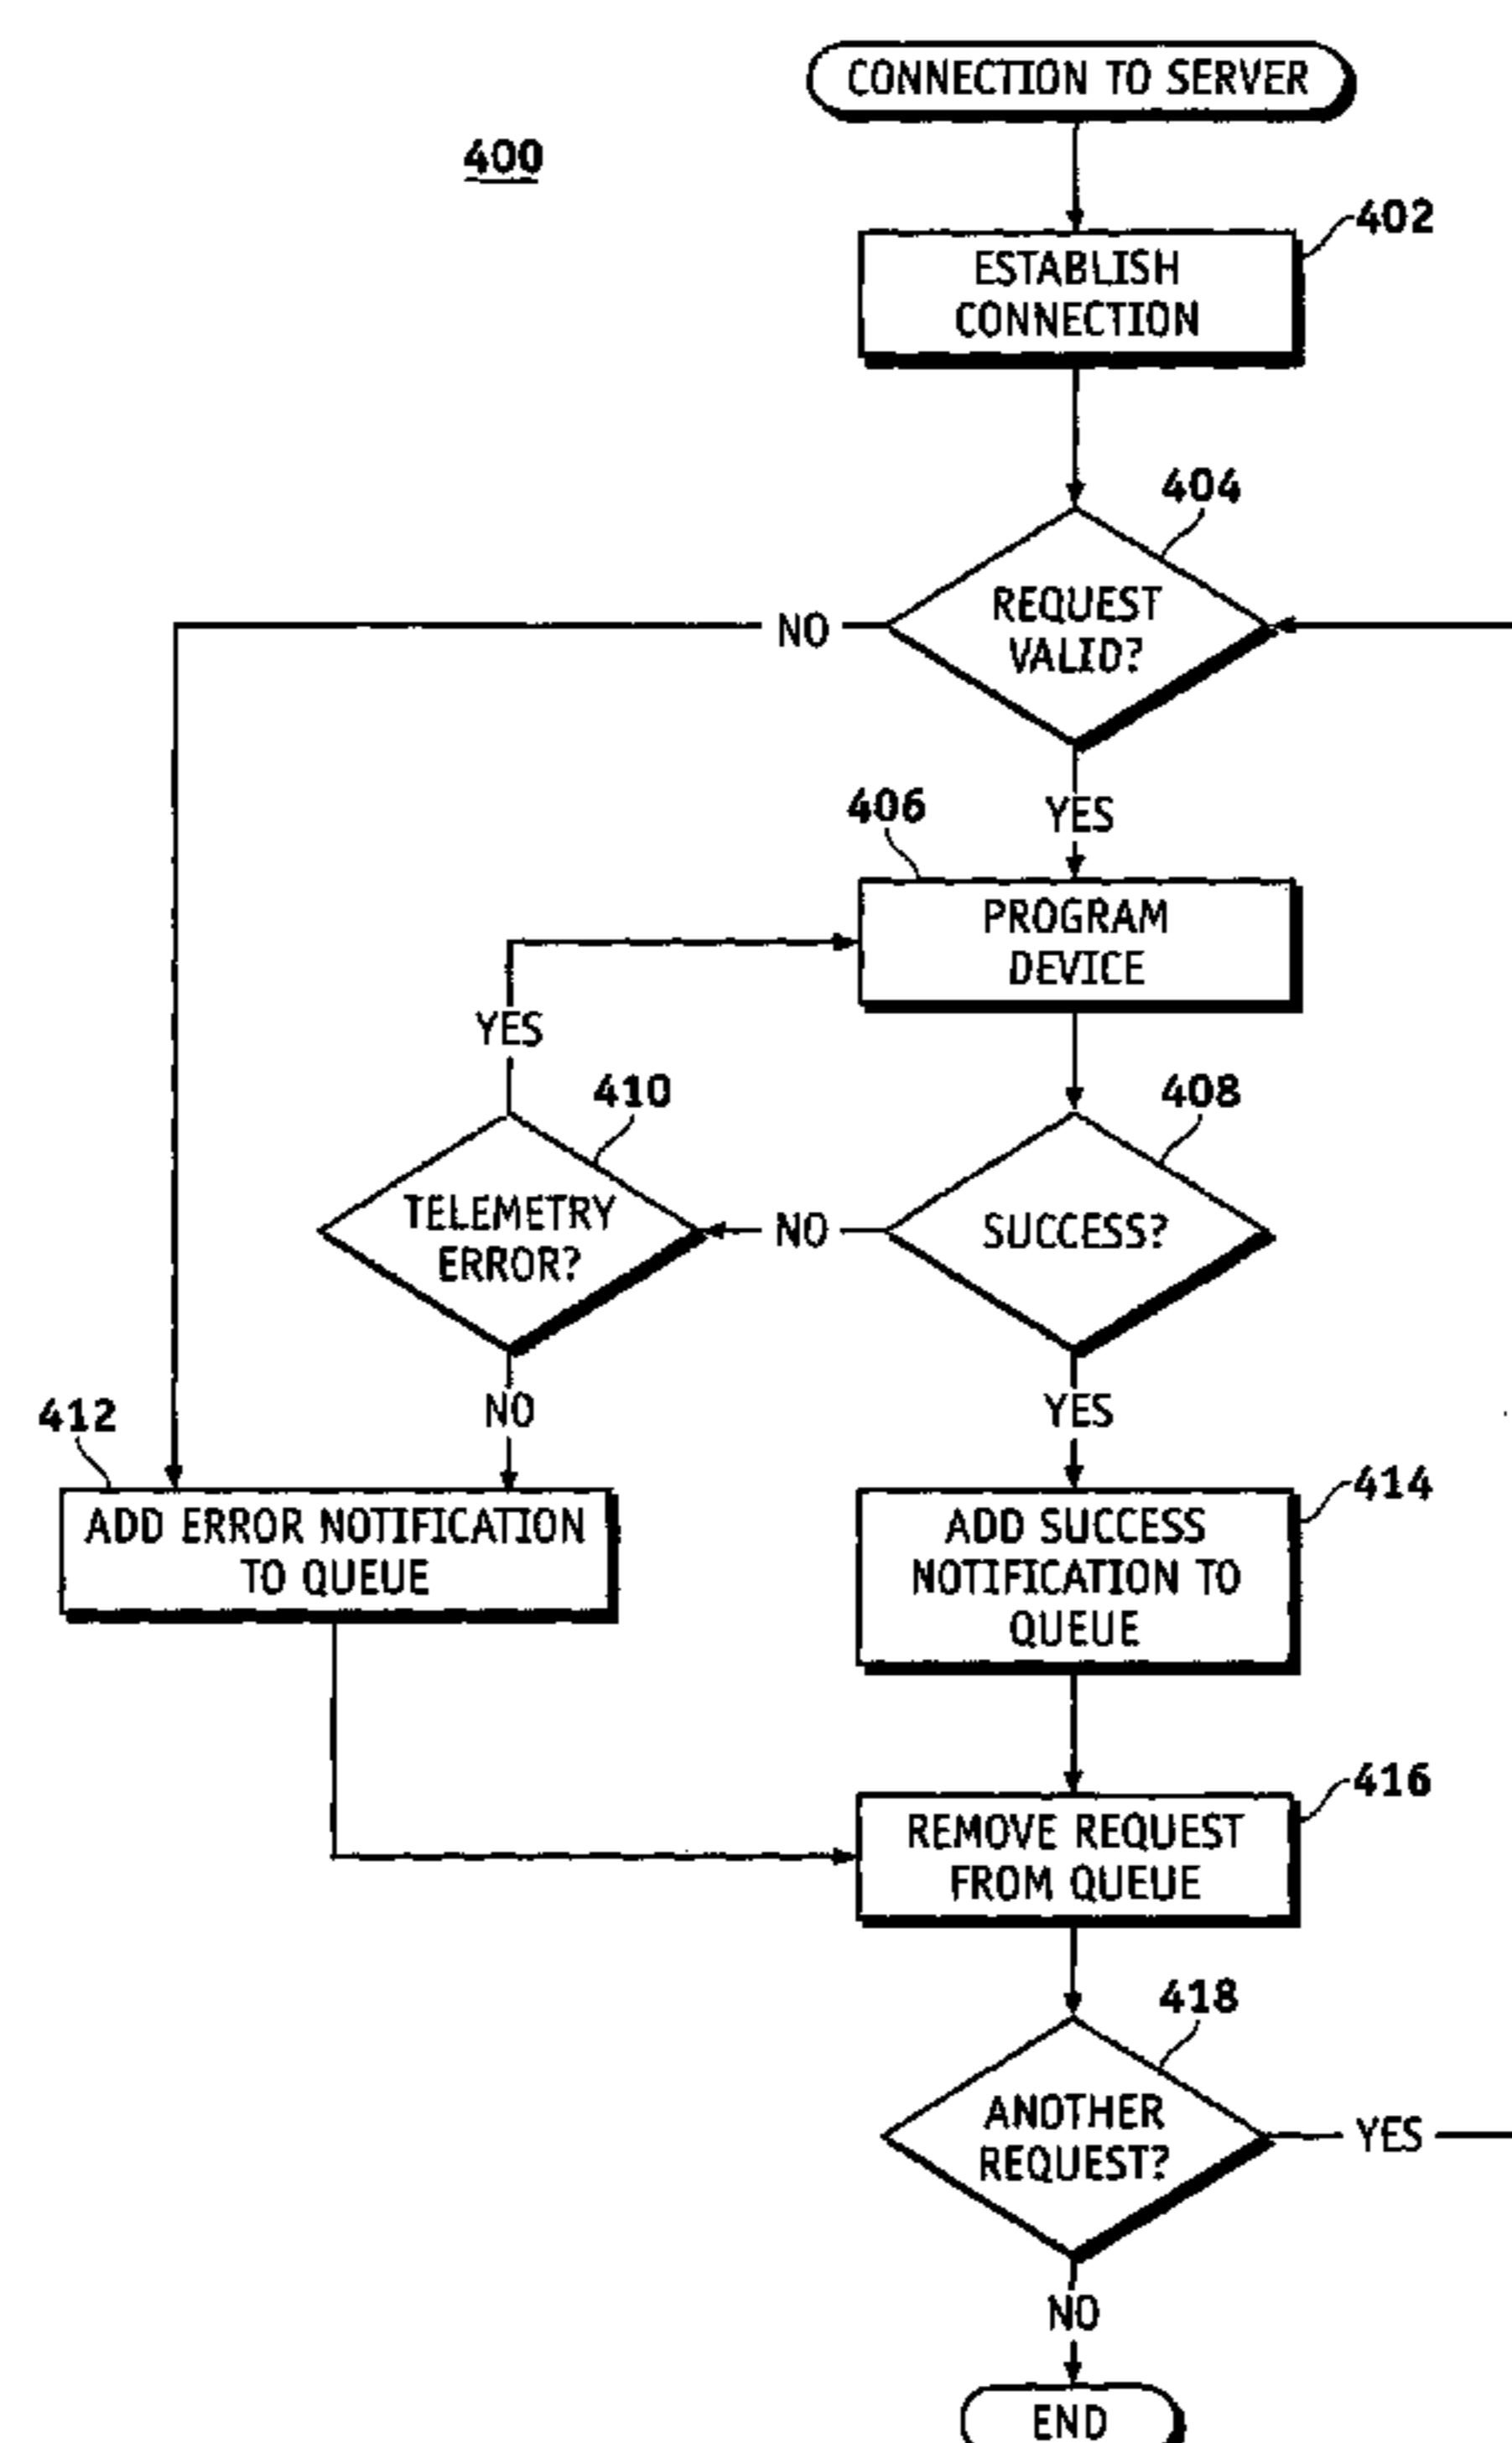 CONNECTION TO SERVER
400
402
ESTABLISH
CONNECTION
404
REQUEST
VALID?
NO
YES
406
PROGRAM
DEVICE
YES
410
408
TELEMETRY
ERROR?
NO
SUCCESS?
NO
YES
412
ADD ERROR NOTIFICATION
TO QUEUE
414
ADD SUCCESS
NOTIFICATION TO
QUEUE
416
REMOVE REQUEST
FROM QUEUE
418
ANOTHER
REQUEST?
YES
NO
END